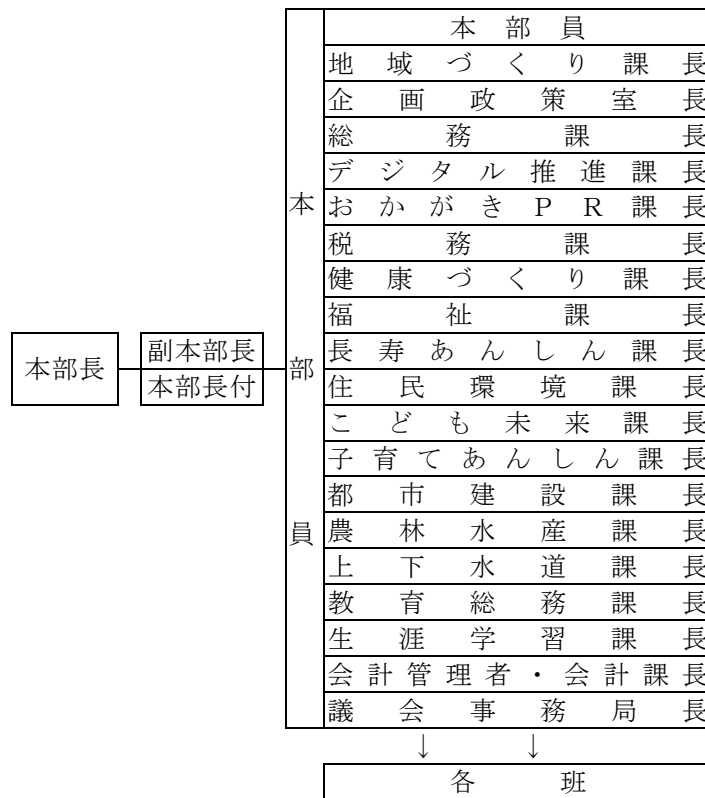 本部員
地域づくり課長
企画政策室長
総務課長
デジタル推進課長
おかがきPR課長
税務課長
健康づくり課長
福祉課長
長寿あんしん課長
住民環境課長
こども未来課長
子育てあんしん課長
都市建設課長
農林水産課長
上下水道課長
教育総務課長
生涯学習課長
会計管理者・会計課長
議会事務局長
本部長
副本部長
本部長付
本部員
↓ ↓
各班